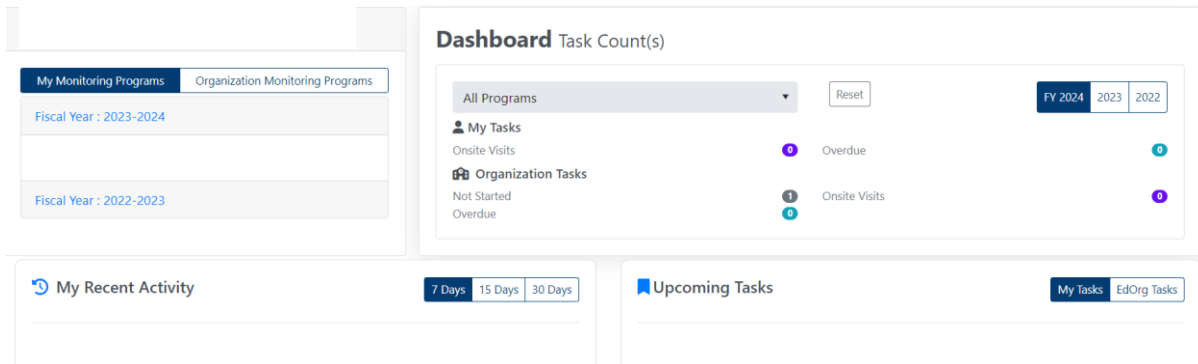 Dashboard Task Count(s)
My Monitoring Programs Organization Monitoring Programs
Fiscal Year : 2023-2024
Fiscal Year : 2022-2023
All Programs Reset FY 2024 2023 2022
My Tasks
Onsite Visits 0 Overdue 0
Organization Tasks
Not Started 1 Onsite Visits 0
Overdue 0
My Recent Activity 7 Days 15 Days 30 Days
Upcoming Tasks My Tasks EdOrg Tasks